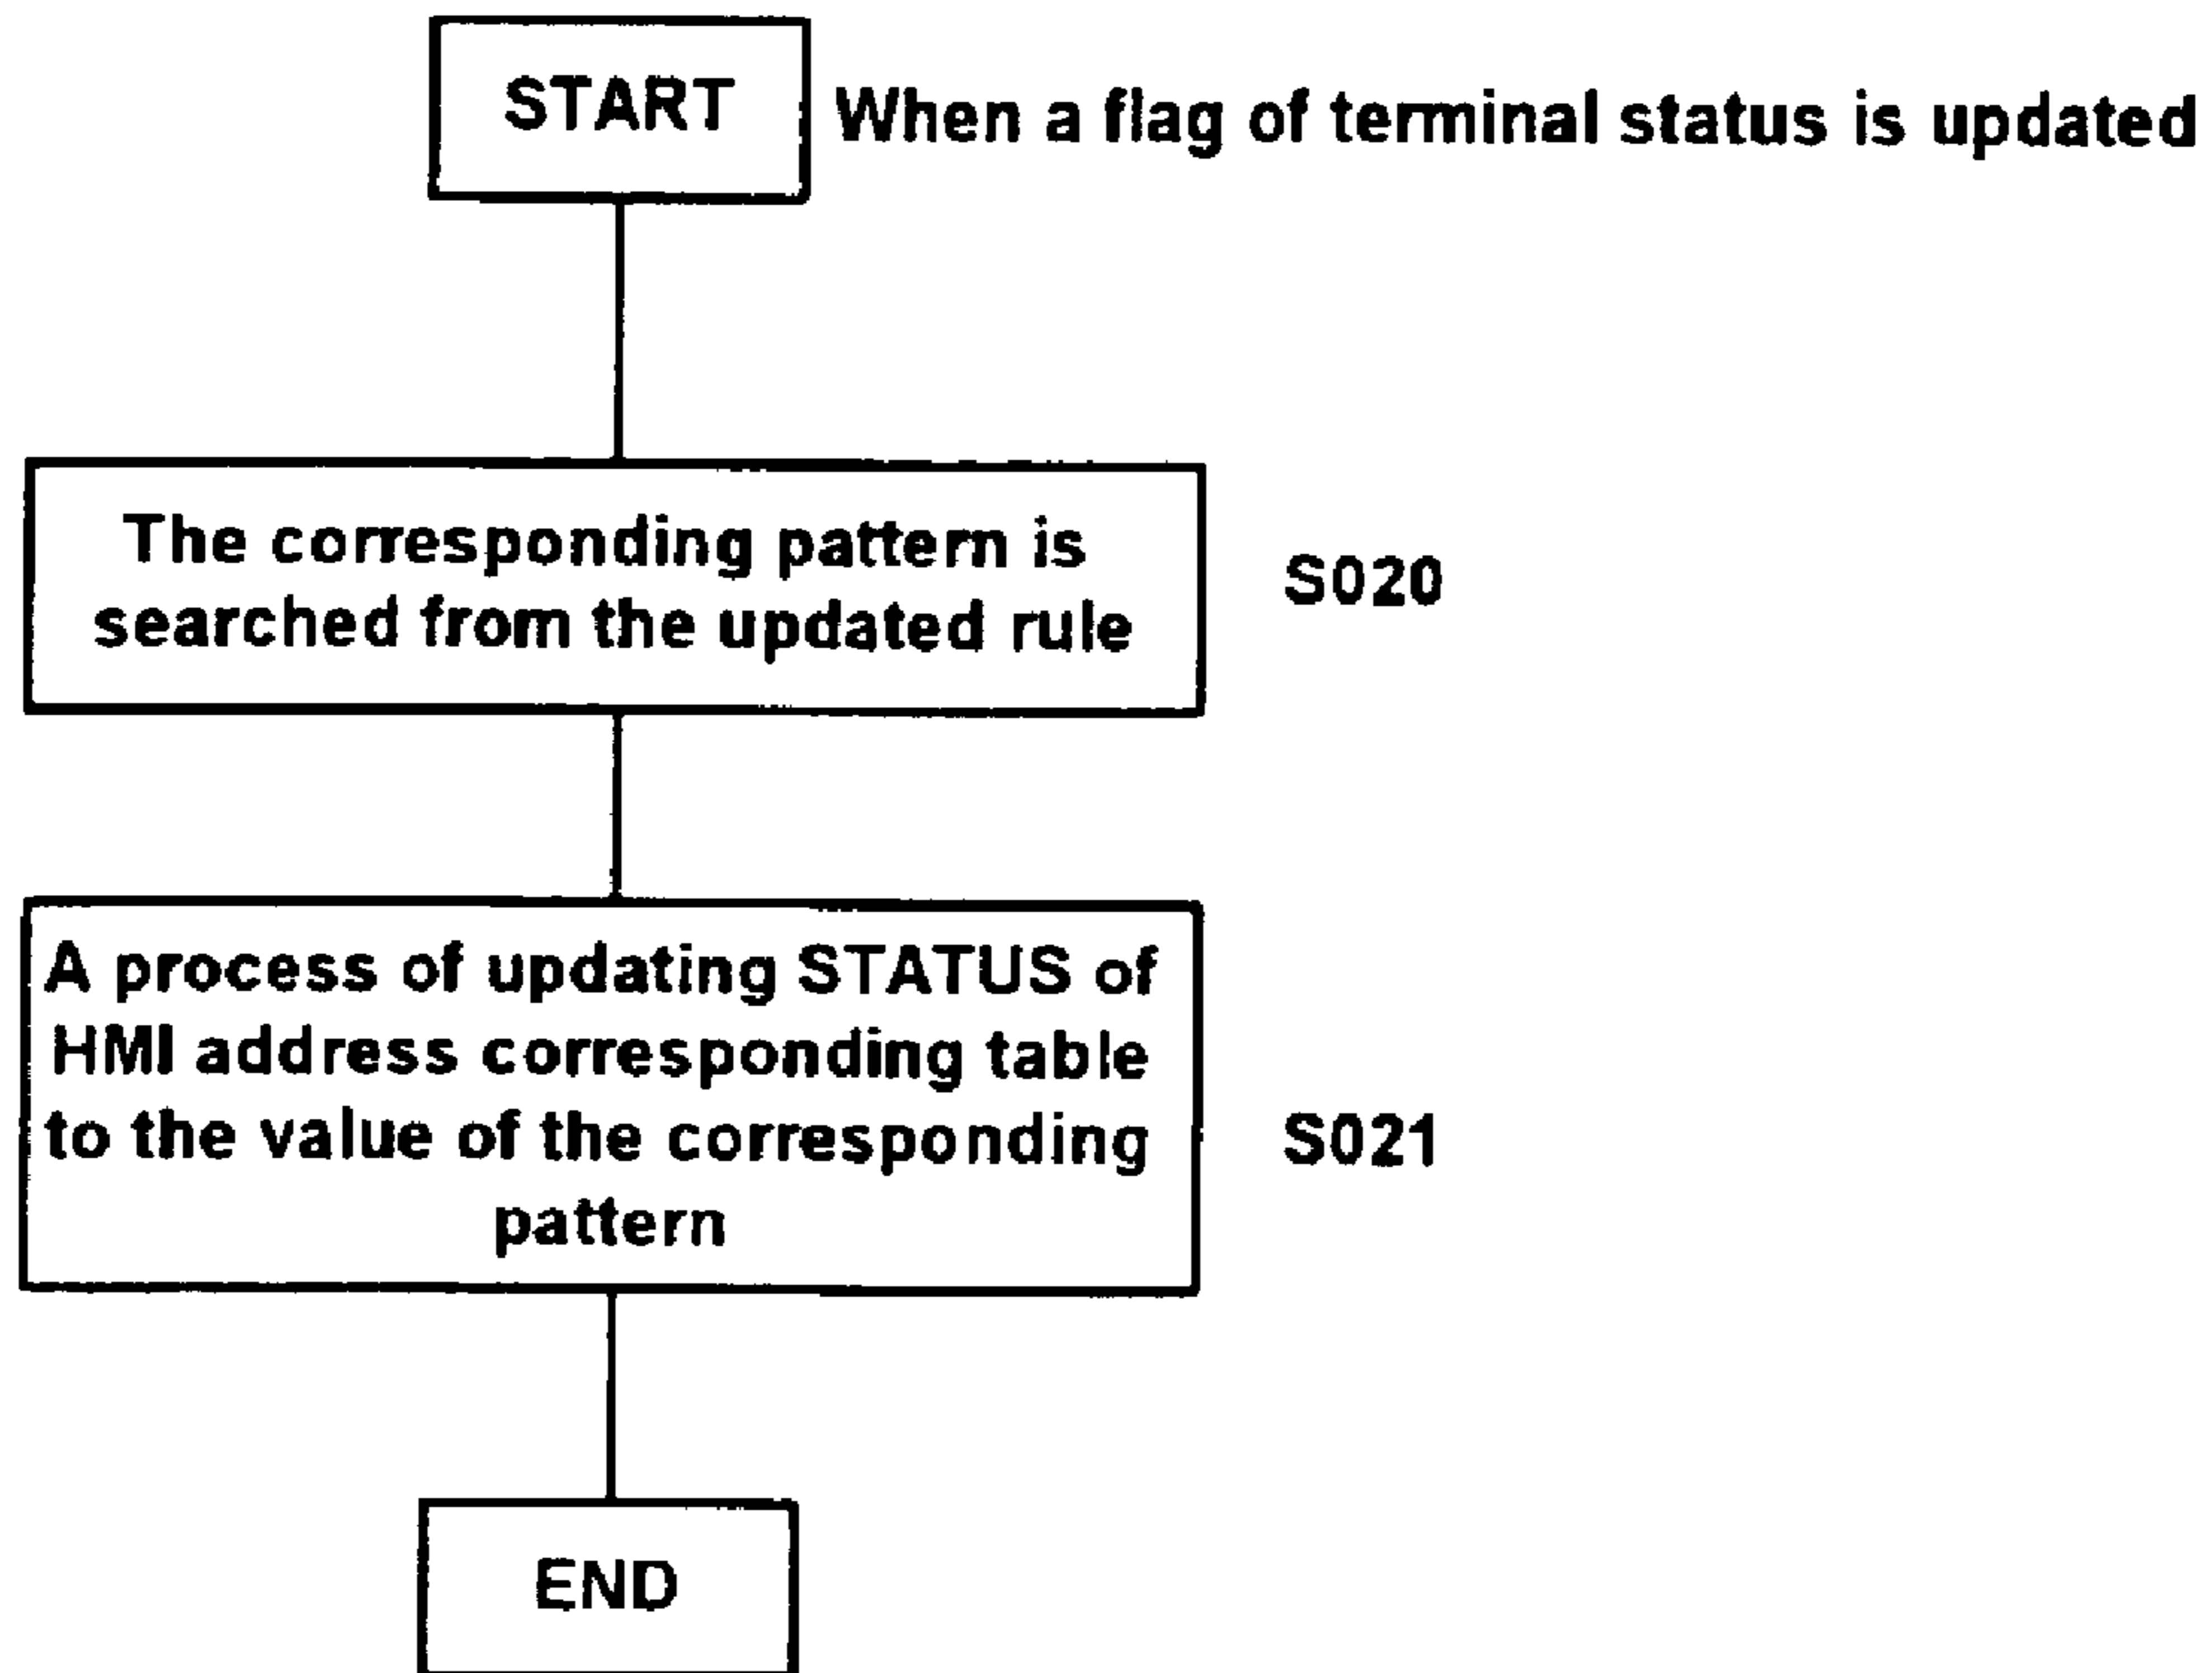 START
When a flag of terminal status is updated
The corresponding pattern is
searched from the updated rule
S020
A process of updating STATUS of
HMI address corresponding table
to the value of the corresponding
pattern
S021
END